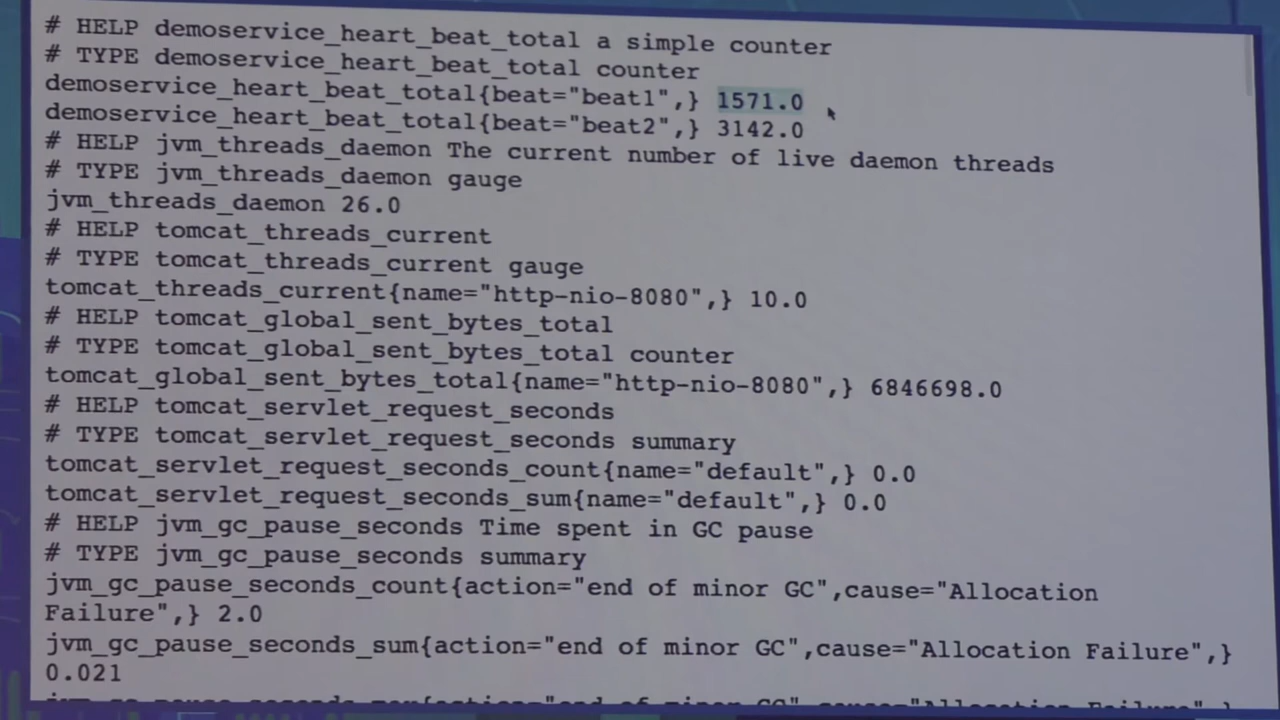 # HELP demoservice_heart_beat_total a simple counter
# TYPE demoservice_heart_beat_total counter
demoservice_heart_beat_total{beat="beat1",} 1571.0
demoservice_heart_beat_total{beat="beat2",} 3142.0
# HELP jvm_threads_daemon The current number of live daemon threads
# TYPE jvm_threads_daemon gauge
jvm_threads_daemon 26.0
# HELP tomcat_threads_current
# TYPE tomcat_threads_current gauge
tomcat_threads_current{name="http-nio-8080",} 10.0
# HELP tomcat_global_sent_bytes_total
# TYPE tomcat_global_sent_bytes_total counter
tomcat_global_sent_bytes_total{name="http-nio-8080",} 6846698.0
# HELP tomcat_servlet_request_seconds
# TYPE tomcat_servlet_request_seconds summary
tomcat_servlet_request_seconds_count{name="default",} 0.0
tomcat_servlet_request_seconds_sum{name="default",} 0.0
# HELP jvm_gc_pause_seconds Time spent in GC pause
# TYPE jvm_gc_pause_seconds summary
jvm_gc_pause_seconds_count{action="end of minor GC",cause="Allocation
Failure",} 2.0
jvm_gc_pause_seconds_sum{action="end of minor GC",cause="Allocation Failure",}
0.021